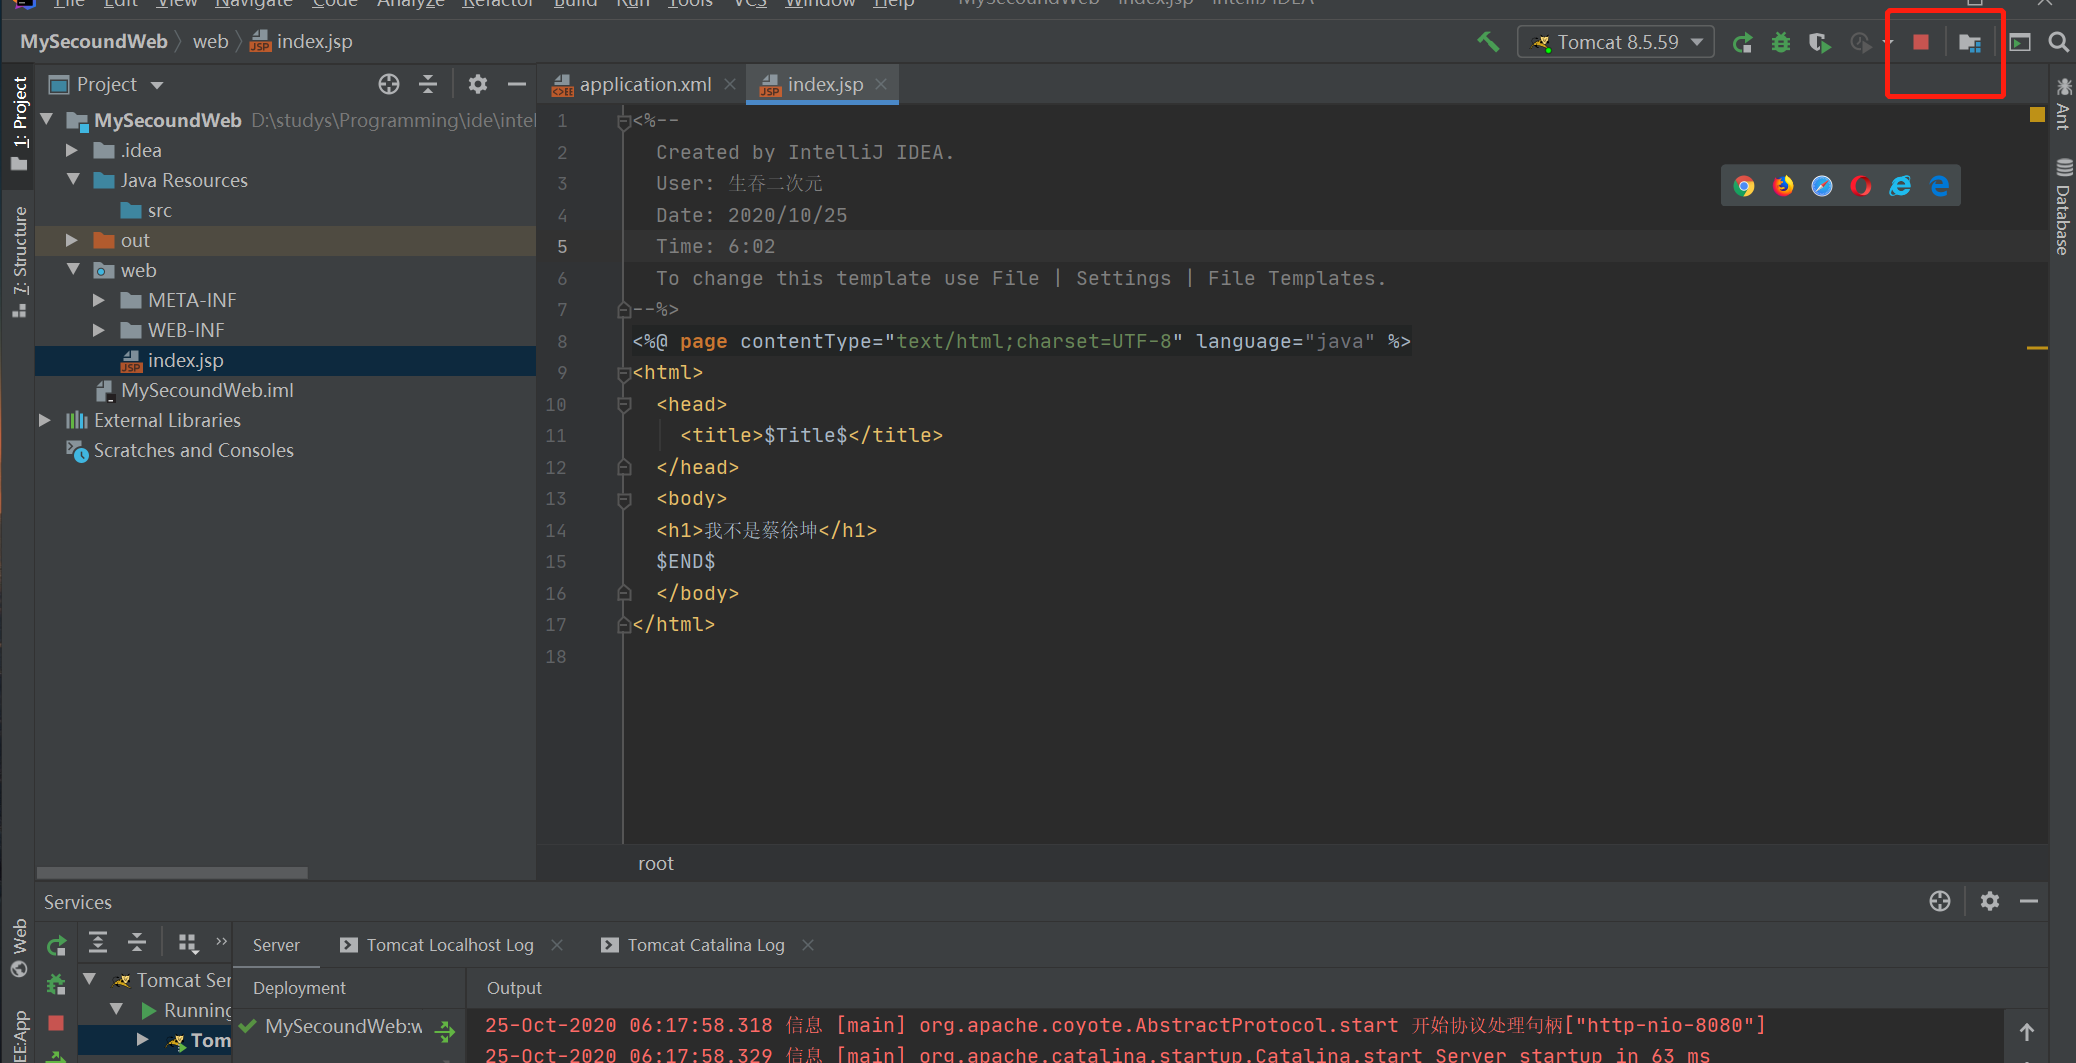 File Edit View Navigate Code Analyze Refactor Build Run Tools VCS Window Help MySecoundWeb - index.jsp - IntelliJ IDEA
MySecoundWeb web index.jsp Tomcat 8.5.59
1: Project
7: Structure
Web
Ant
Database
Project
MySecoundWeb D:\studys\Programming\ide\intel
.idea
Java Resources
src
out
web
META-INF
WEB-INF
index.jsp
MySecoundWeb.iml
External Libraries
Scratches and Consoles
application.xml index.jsp
1 <%--
2 Created by IntelliJ IDEA.
3 User: 生吞二次元
4 Date: 2020/10/25
5 Time: 6:02
6 To change this template use File | Settings | File Templates.
7 --%>
8 <%@ page contentType="text/html;charset=UTF-8" language="java" %>
9 <html>
10 <head>
11 <title>$Title$</title>
12 </head>
13 <body>
14 <h1>我不是蔡徐坤</h1>
15 $END$
16 </body>
17 </html>
18
root
Services
Server Tomcat Localhost Log Tomcat Catalina Log
Tomcat Ser
Running
Tom
Deployment Output
MySecoundWeb:w
25-Oct-2020 06:17:58.318 信息 [main] org.apache.coyote.AbstractProtocol.start 开始协议处理句柄["http-nio-8080"]
25-Oct-2020 06:17:58.329 信息 [main] org.apache.catalina.startup.Catalina.start Server startup in 63 ms
EE:App